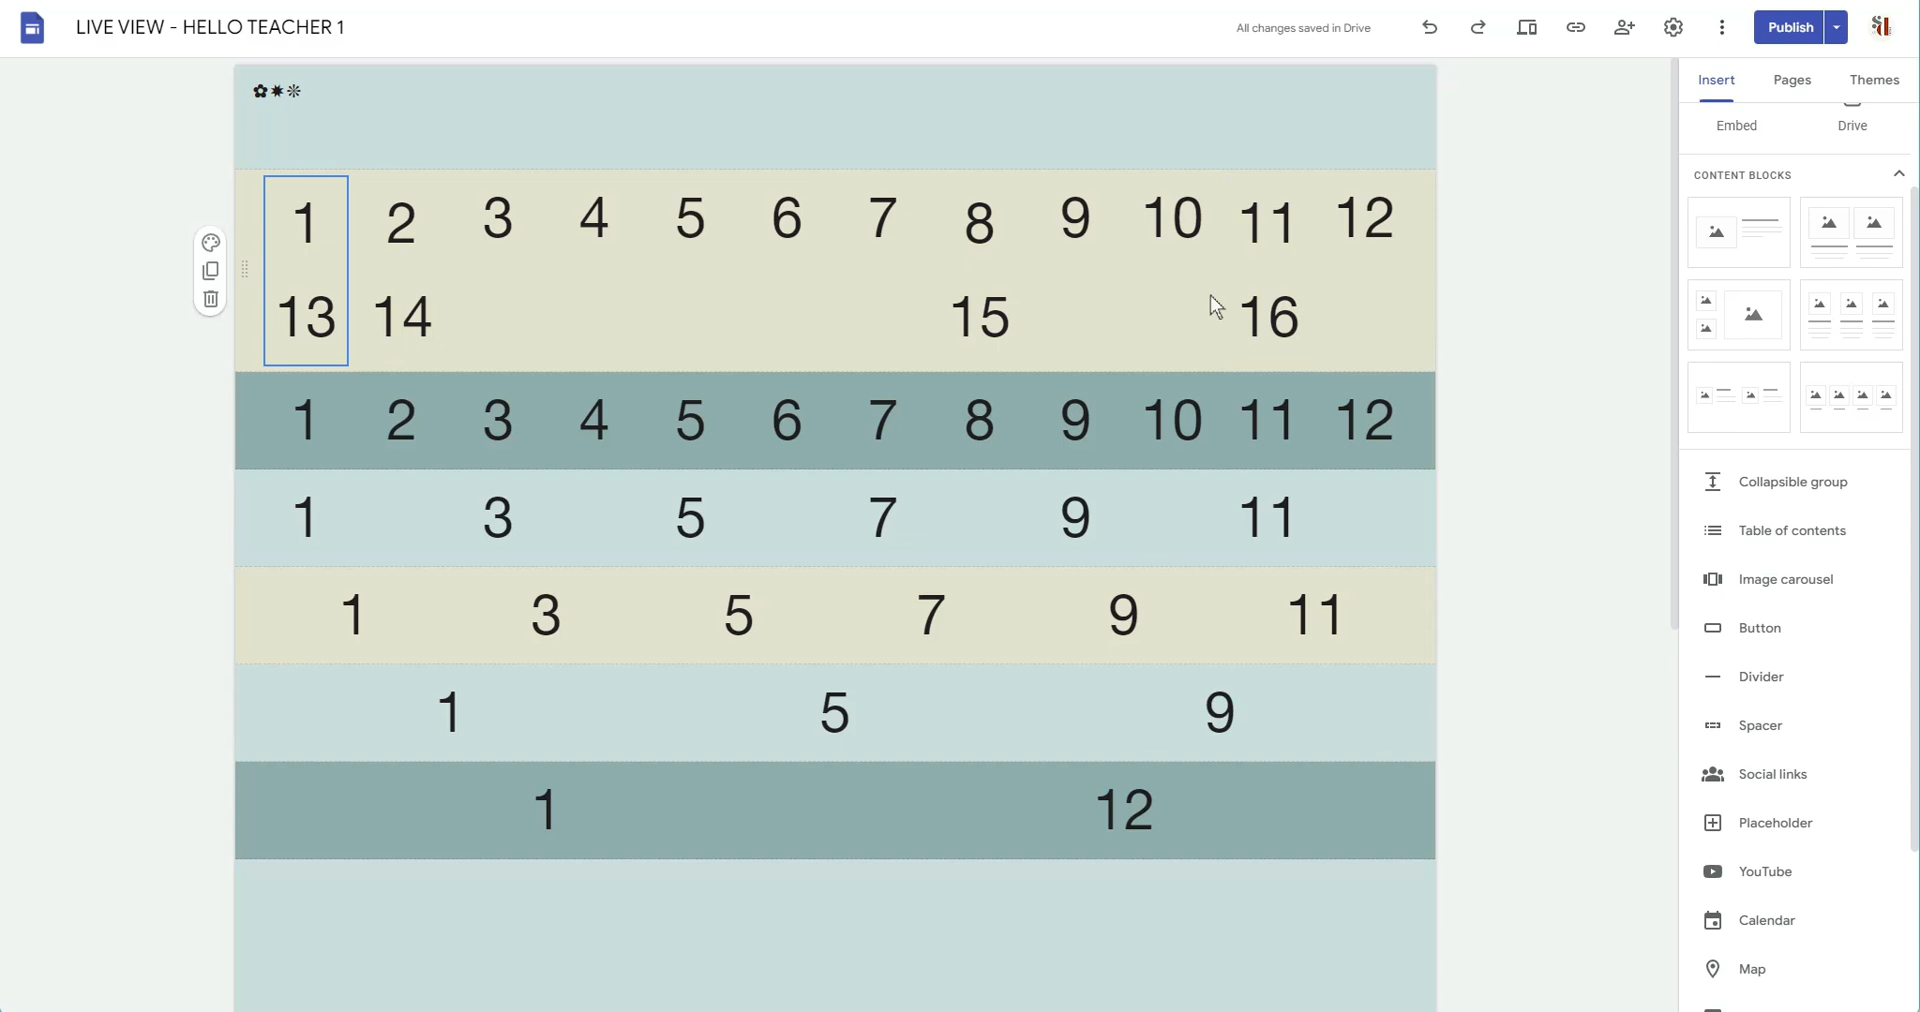 LIVE VIEW - HELLO TEACHER 1
All changes saved in Drive
Publish
Insert Pages Themes
Embed Drive
CONTENT BLOCKS
✿✷❊
1 2 3 4 5 6 7 8 9 10 11 12
13 14 15 16
1 2 3 4 5 6 7 8 9 10 11 12
1 3 5 7 9 11
1 3 5 7 9 11
1 5 9
1 12
Collapsible group
Table of contents
Image carousel
Button
Divider
Spacer
Social links
Placeholder
YouTube
Calendar
Map